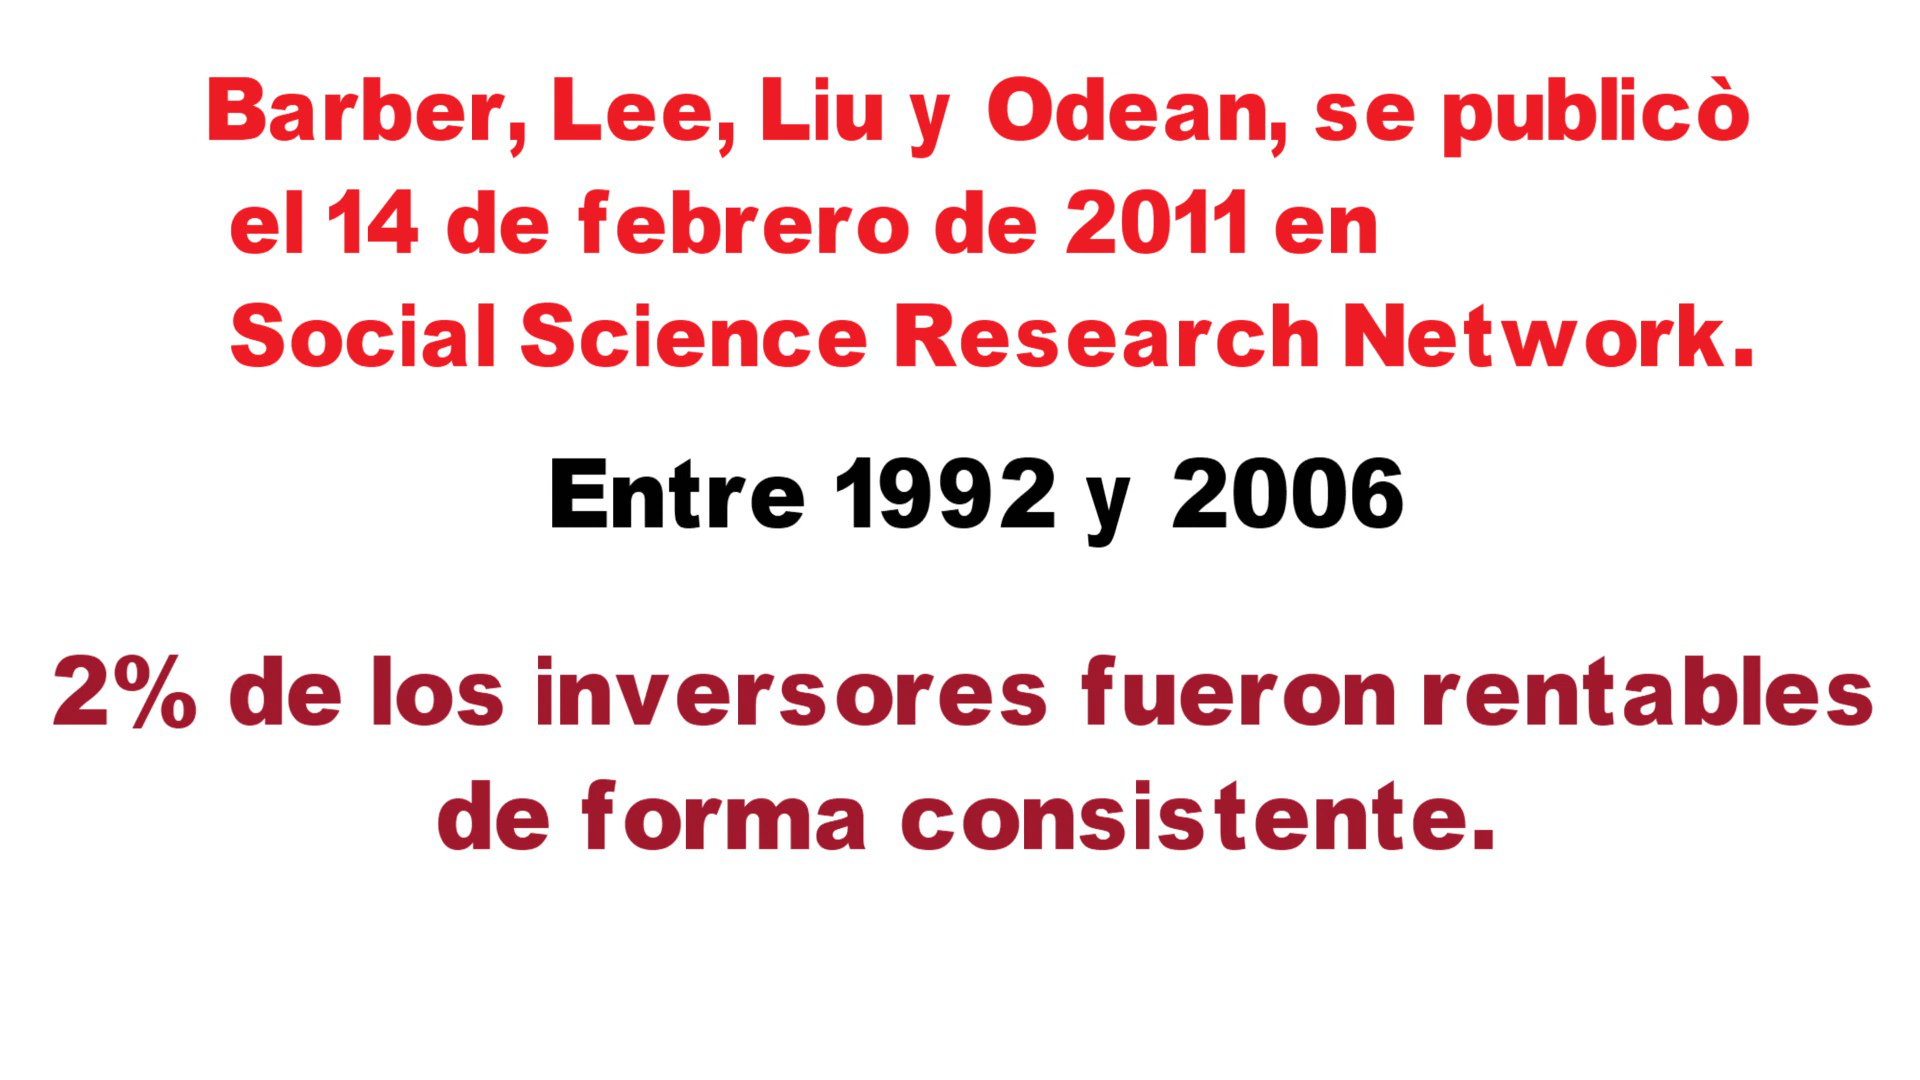 Barber, Lee, Liu y Odean, se publicò
el 14 de febrero de 2011 en
Social Science Research Network.
Entre 1992 y 2006
2% de los inversores fueron rentables
de forma consistente.